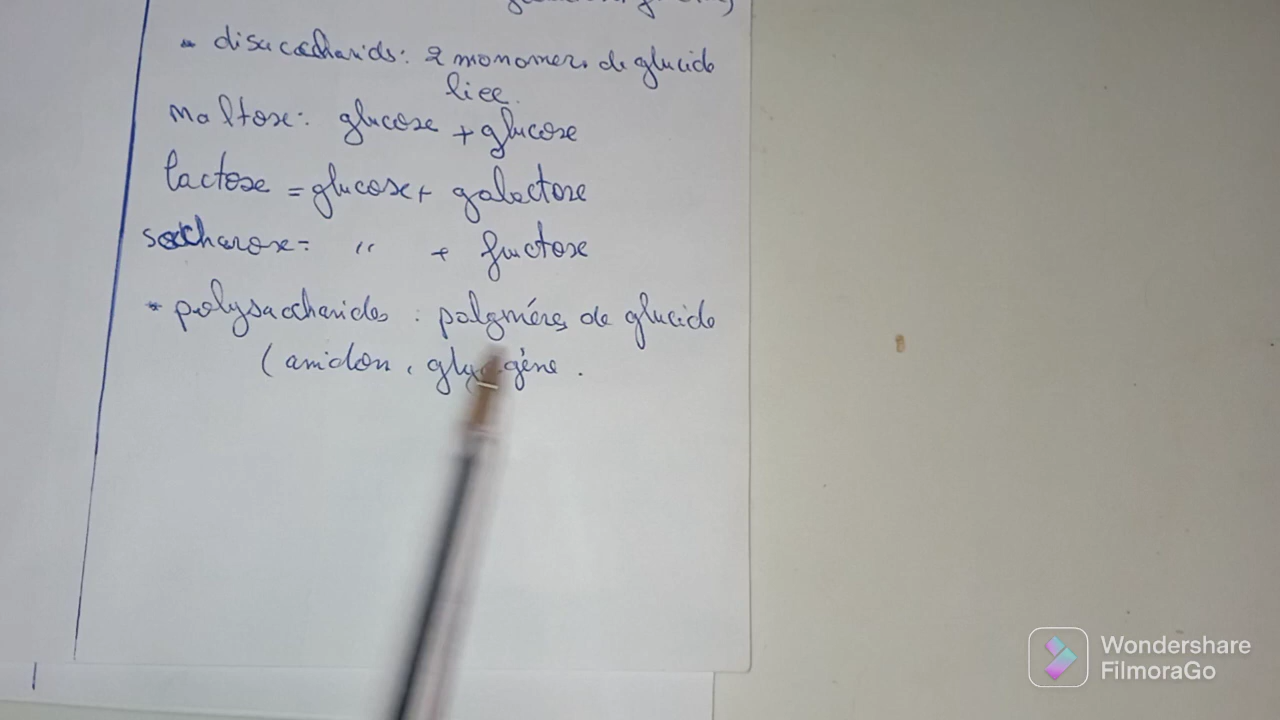 - disaccharids: 2 monomers de glucide
liee.
maltose: glucose + glucose
lactose = glucose + galactose
saccharose = " + fructose
- polysaccharides : polymères de glucide
(amidon, glycogène.
Wondershare
FilmoraGo